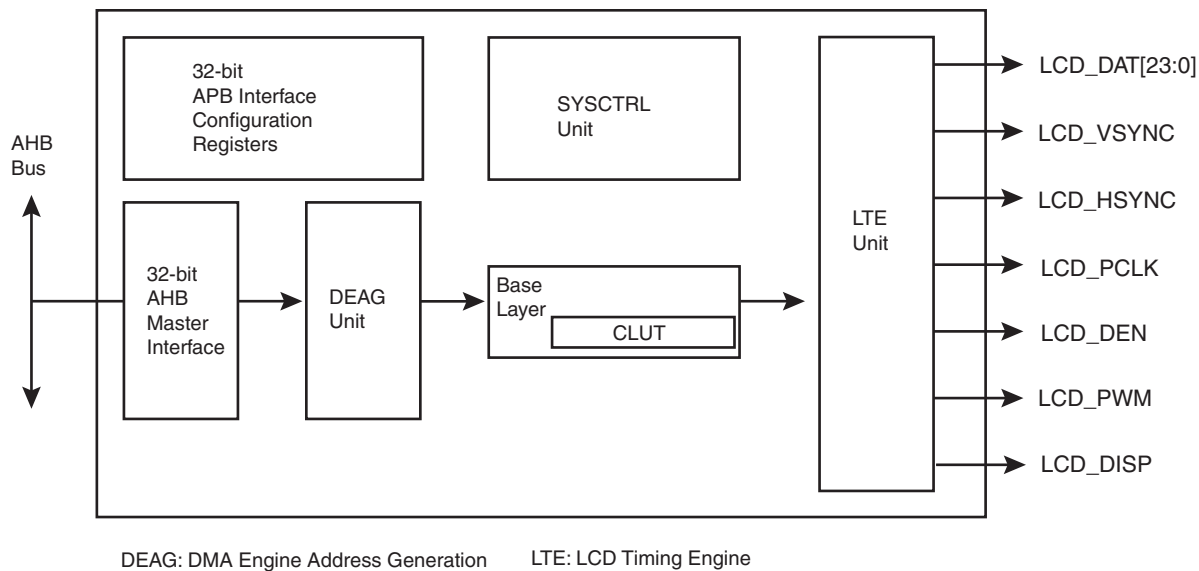 32-bit
APB Interface
Configuration
Registers
SYSCTRL
Unit
AHB
Bus
32-bit
AHB
Master
Interface
DEAG
Unit
Base
Layer
CLUT
LTE
Unit
LCD_DAT[23:0]
LCD_VSYNC
LCD_HSYNC
LCD_PCLK
LCD_DEN
LCD_PWM
LCD_DISP
DEAG: DMA Engine Address Generation
LTE: LCD Timing Engine